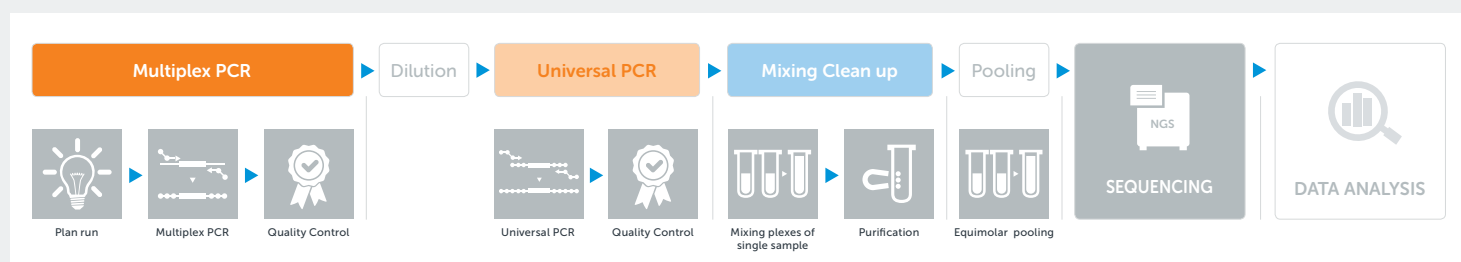 Multiplex PCR
Dilution
Universal PCR
Mixing Clean up
Pooling
NGS
SEQUENCING
DATA ANALYSIS
Plan run
Multiplex PCR
Quality Control
Universal PCR
Quality Control
Mixing plexes of
single sample
Purification
Equimolar pooling